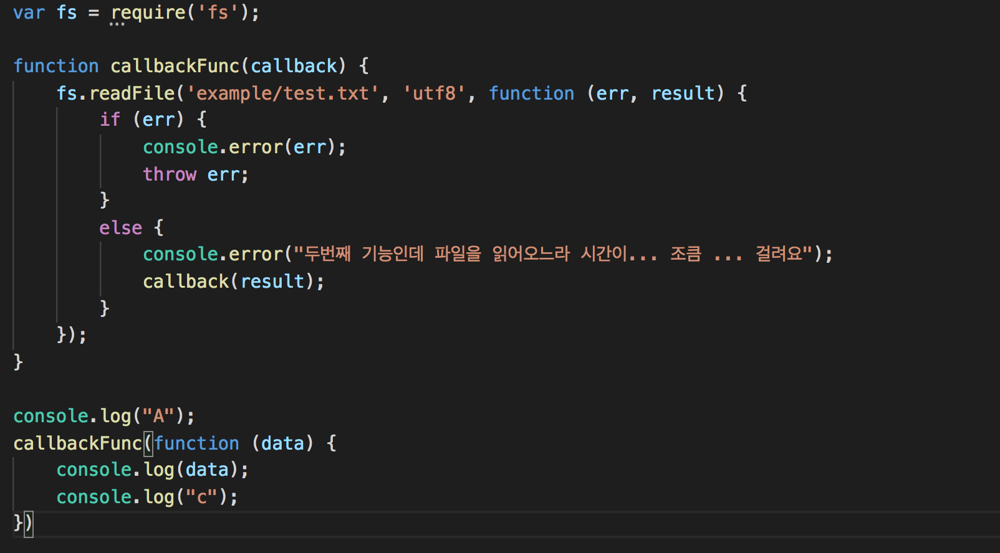 var fs = require('fs');
function callbackFunc(callback) {
    fs.readFile('example/test.txt', 'utf8', function (err, result) {
        if (err) {
            console.error(err);
            throw err;
        }
        else {
            console.error("두번째 기능인데 파일을 읽어오느라 시간이... 조큼 ... 걸려요");
            callback(result);
        }
    });
}
console.log("A");
callbackFunc(function (data) {
    console.log(data);
    console.log("c");
})